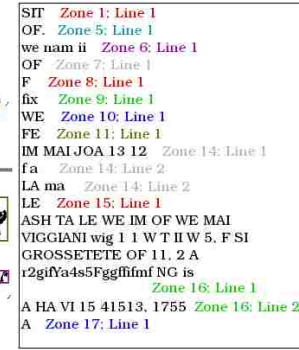 SIT Zone 1; Line 1
OF. Zone 5; Line 1
we nam ii Zone 6; Line 1
OF Zone 7; Line 1
F Zone 8; Line 1
fix Zone 9; Line 1
WE Zone 10; Line 1
FE Zone 11; Line 1
IM MAI JOA 13 12 Zone 14; Line 1
f a Zone 14; Line 2
LA ma Zone 14; Line 2
LE Zone 15; Line 1
ASH TA LE WE IM OF WE MAI
VIGGIANI wig 1 1 W T II W 5, F SI
GROSSETETE OF 11, 2 A
NG is
Zone 16; Line 1
A HA VI 15 41513, 1755 Zone 16; Line 2
A Zone 17; Line 1